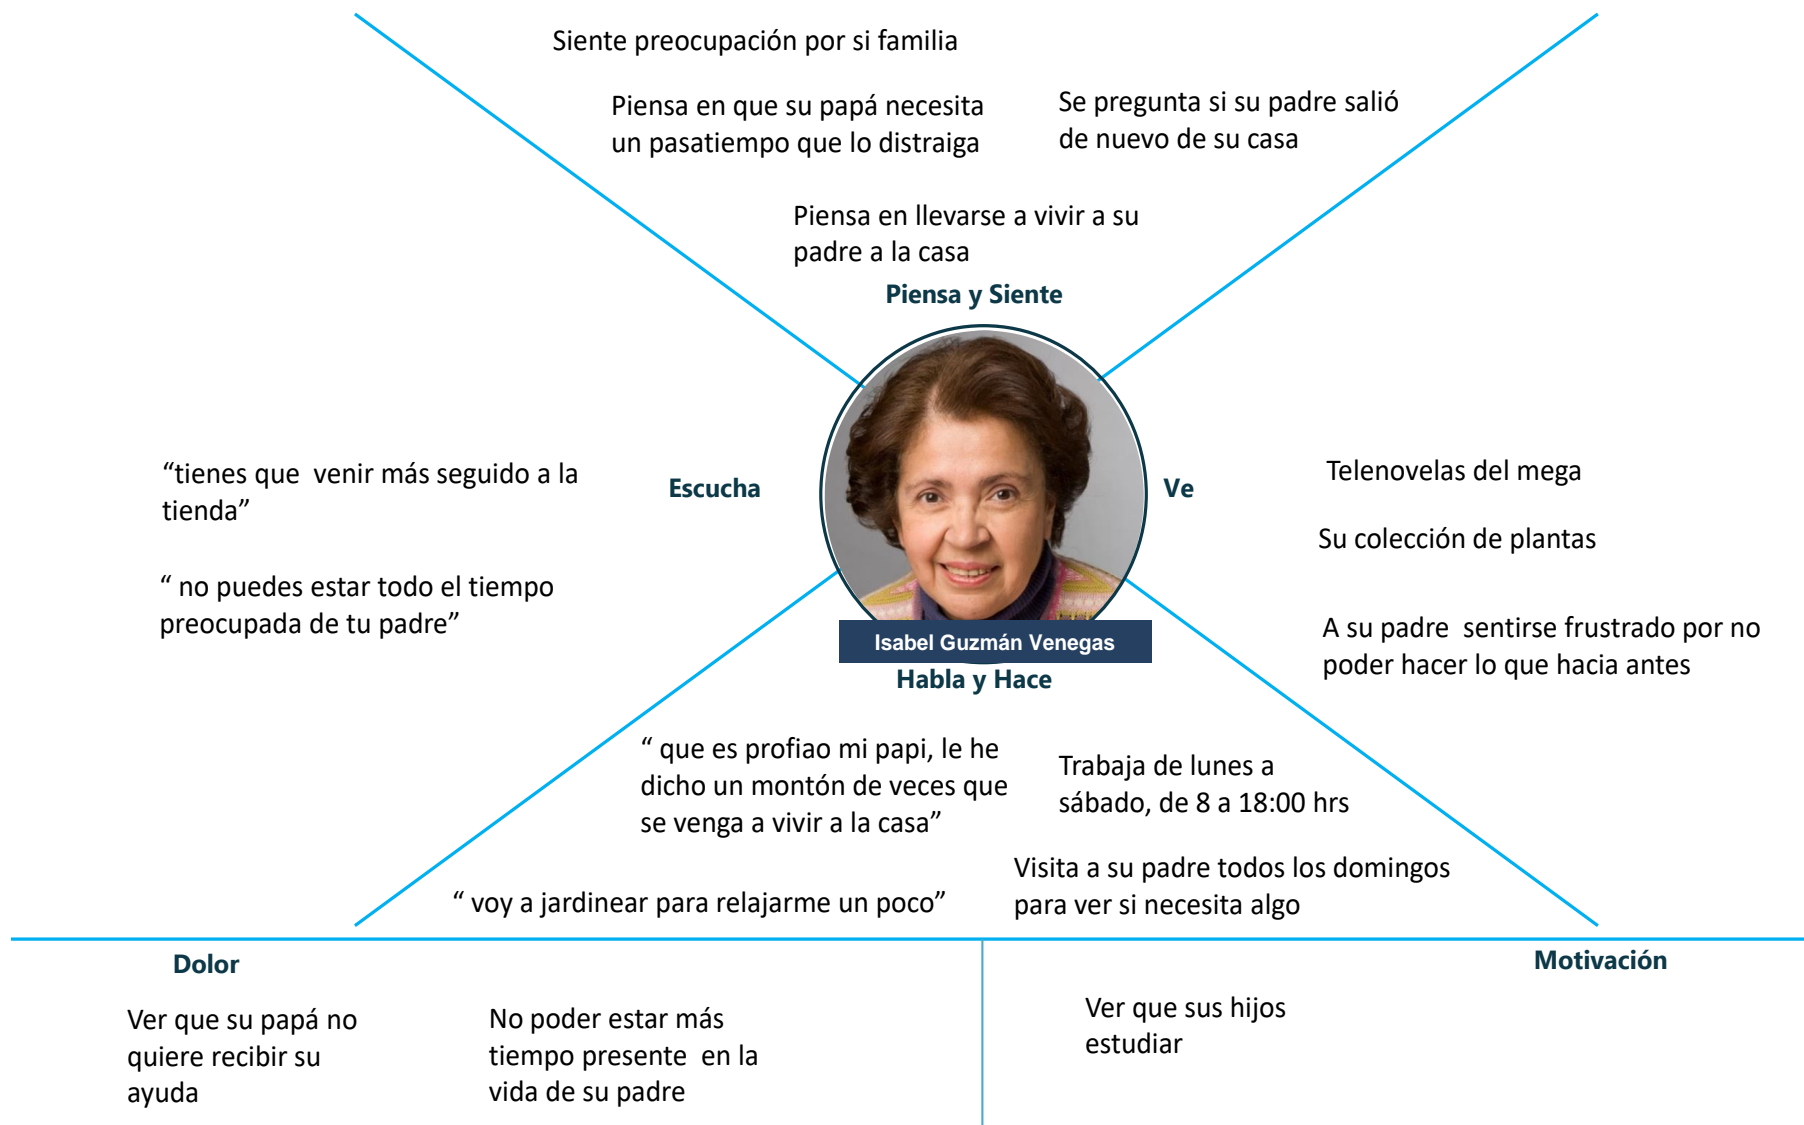 Siente preocupación por si familia
Piensa en que su papá necesita
un pasatiempo que lo distraiga
Se pregunta si su padre salió
de nuevo de su casa
Piensa en llevarse a vivir a su
padre a la casa
Piensa y Siente
“tienes que  venir más seguido a la
tienda”
“ no puedes estar todo el tiempo
preocupada de tu padre”
Escucha
Ve
Telenovelas del mega
Su colección de plantas
A su padre  sentirse frustrado por no
poder hacer lo que hacia antes
Isabel Guzmán Venegas
Habla y Hace
“ que es profiao mi papi, le he
dicho un montón de veces que
se venga a vivir a la casa”
Trabaja de lunes a
sábado, de 8 a 18:00 hrs
“ voy a jardinear para relajarme un poco”
Visita a su padre todos los domingos
para ver si necesita algo
Dolor
Ver que su papá no
quiere recibir su
ayuda
No poder estar más
tiempo presente  en la
vida de su padre
Motivación
Ver que sus hijos
estudiar